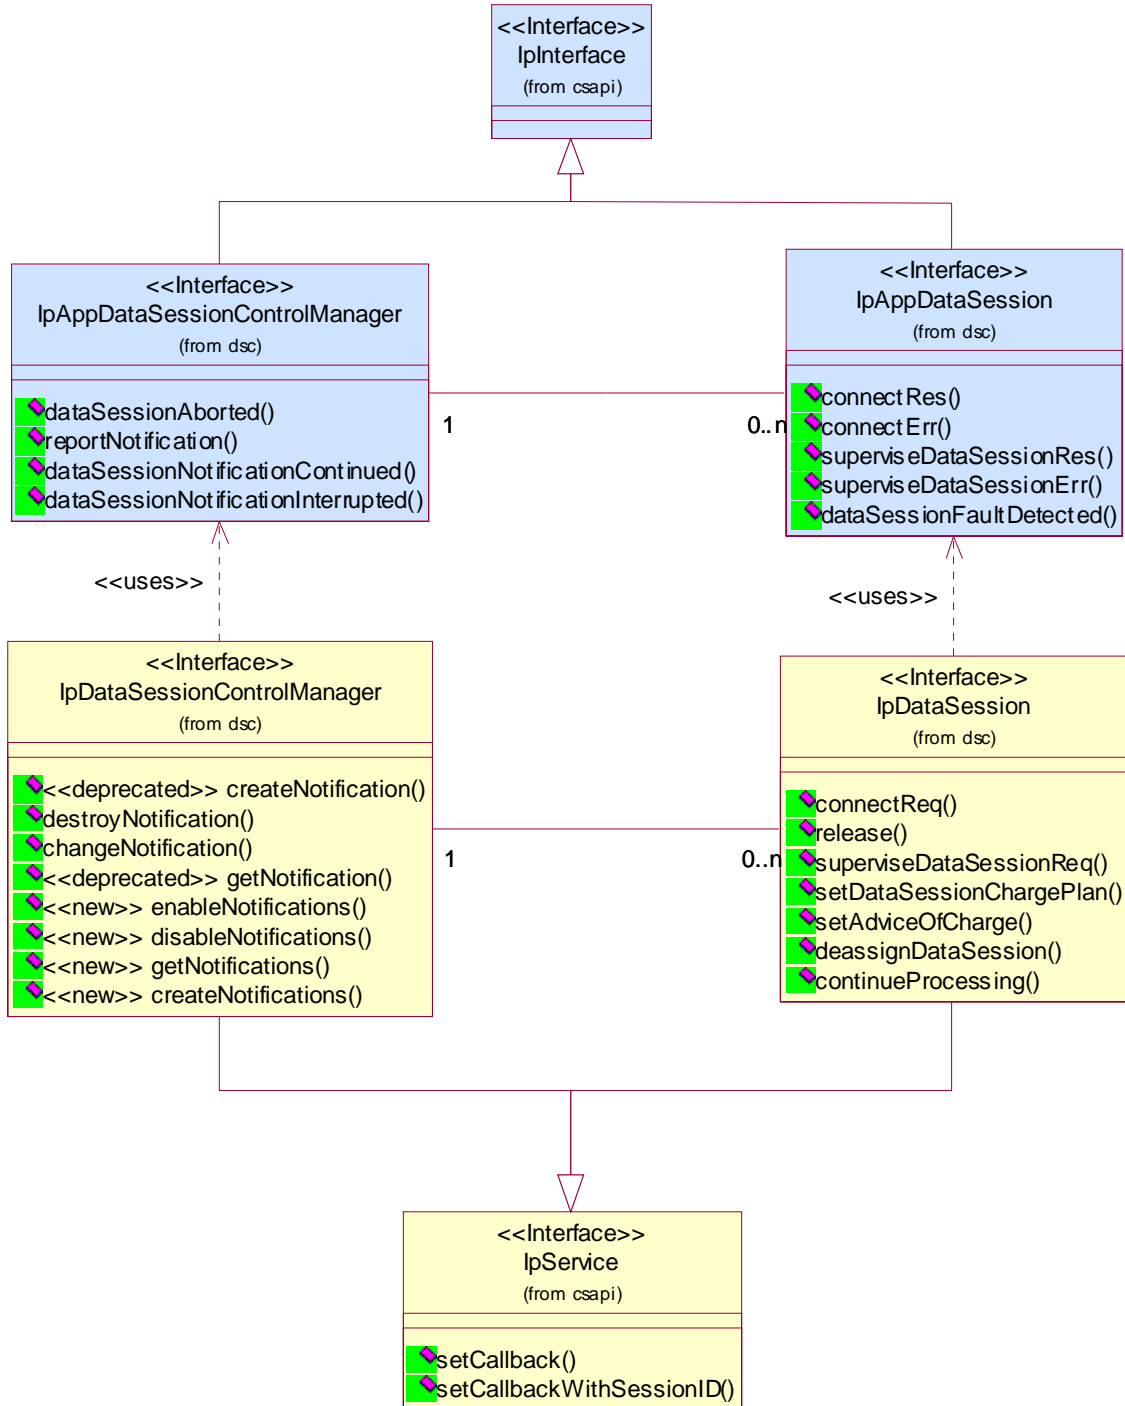 <<Interface>>
IpInterface
(from csapi)
<<Interface>>
IpAppDataSessionControlManager
(from dsc)
dataSessionAborted()
reportNotification()
dataSessionNotificationContinued()
dataSessionNotificationInterrupted()
<<Interface>>
IpAppDataSession
(from dsc)
connectRes()
connectErr()
superviseDataSessionRes()
superviseDataSessionErr()
dataSessionFaultDetected()
1
0..n
<<uses>>
<<uses>>
<<Interface>>
IpDataSessionControlManager
(from dsc)
<<deprecated>> createNotification()
destroyNotification()
changeNotification()
<<deprecated>> getNotification()
<<new>> enableNotifications()
<<new>> disableNotifications()
<<new>> getNotifications()
<<new>> createNotifications()
<<Interface>>
IpDataSession
(from dsc)
connectReq()
release()
superviseDataSessionReq()
setDataSessionChargePlan()
setAdviceOfCharge()
deassignDataSession()
continueProcessing()
1
0..n
<<Interface>>
IpService
(from csapi)
setCallback()
setCallbackWithSessionID()